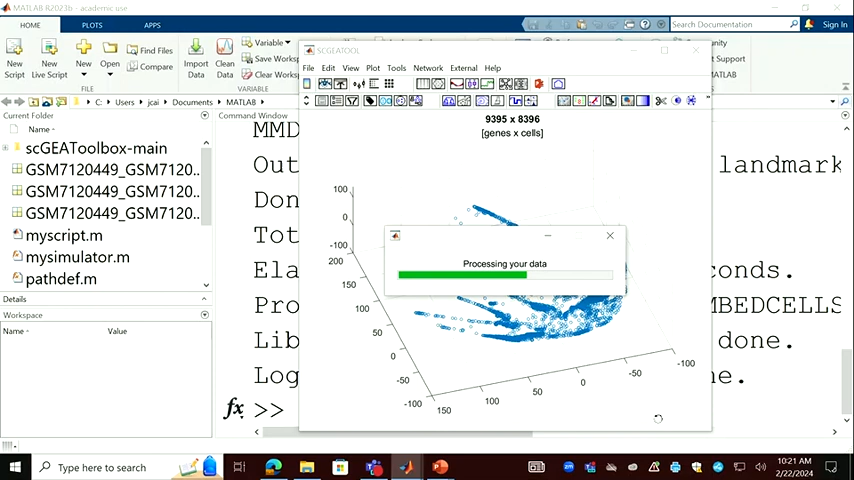 MATLAB R2023b - academic use
HOME
PLOTS
APPS
Search Documentation
Sign In
New Script
New Live Script
New
Open
Find Files
Compare
Import Data
Clean Data
Variable
Save Worksp
Clear Works
FILE
VARIABLE
SCGEATOOL
File Edit View Plot Tools Network External Help
munity
st Support
TLAB
C: Users jcai Documents MATLAB
Current Folder
Name
scGEAToolbox-main
GSM7120449_GSM7120..
GSM7120449_GSM7120..
GSM7120449_GSM7120..
myscript.m
mysimulator.m
pathdef.m
Details
Workspace
Name
Value
Command Window
MMD
Out
landmark
Don
Tot
Ela
conds.
Pro
MBEDCELLS
Lib
done.
Log
ne.
fx >>
9395 x 8396
[genes x cells]
100
0
-100
200
150
100
50
0
-50
-100
150
100
50
0
-50
-100
Processing your data
Type here to search
10:21 AM
2/22/2024